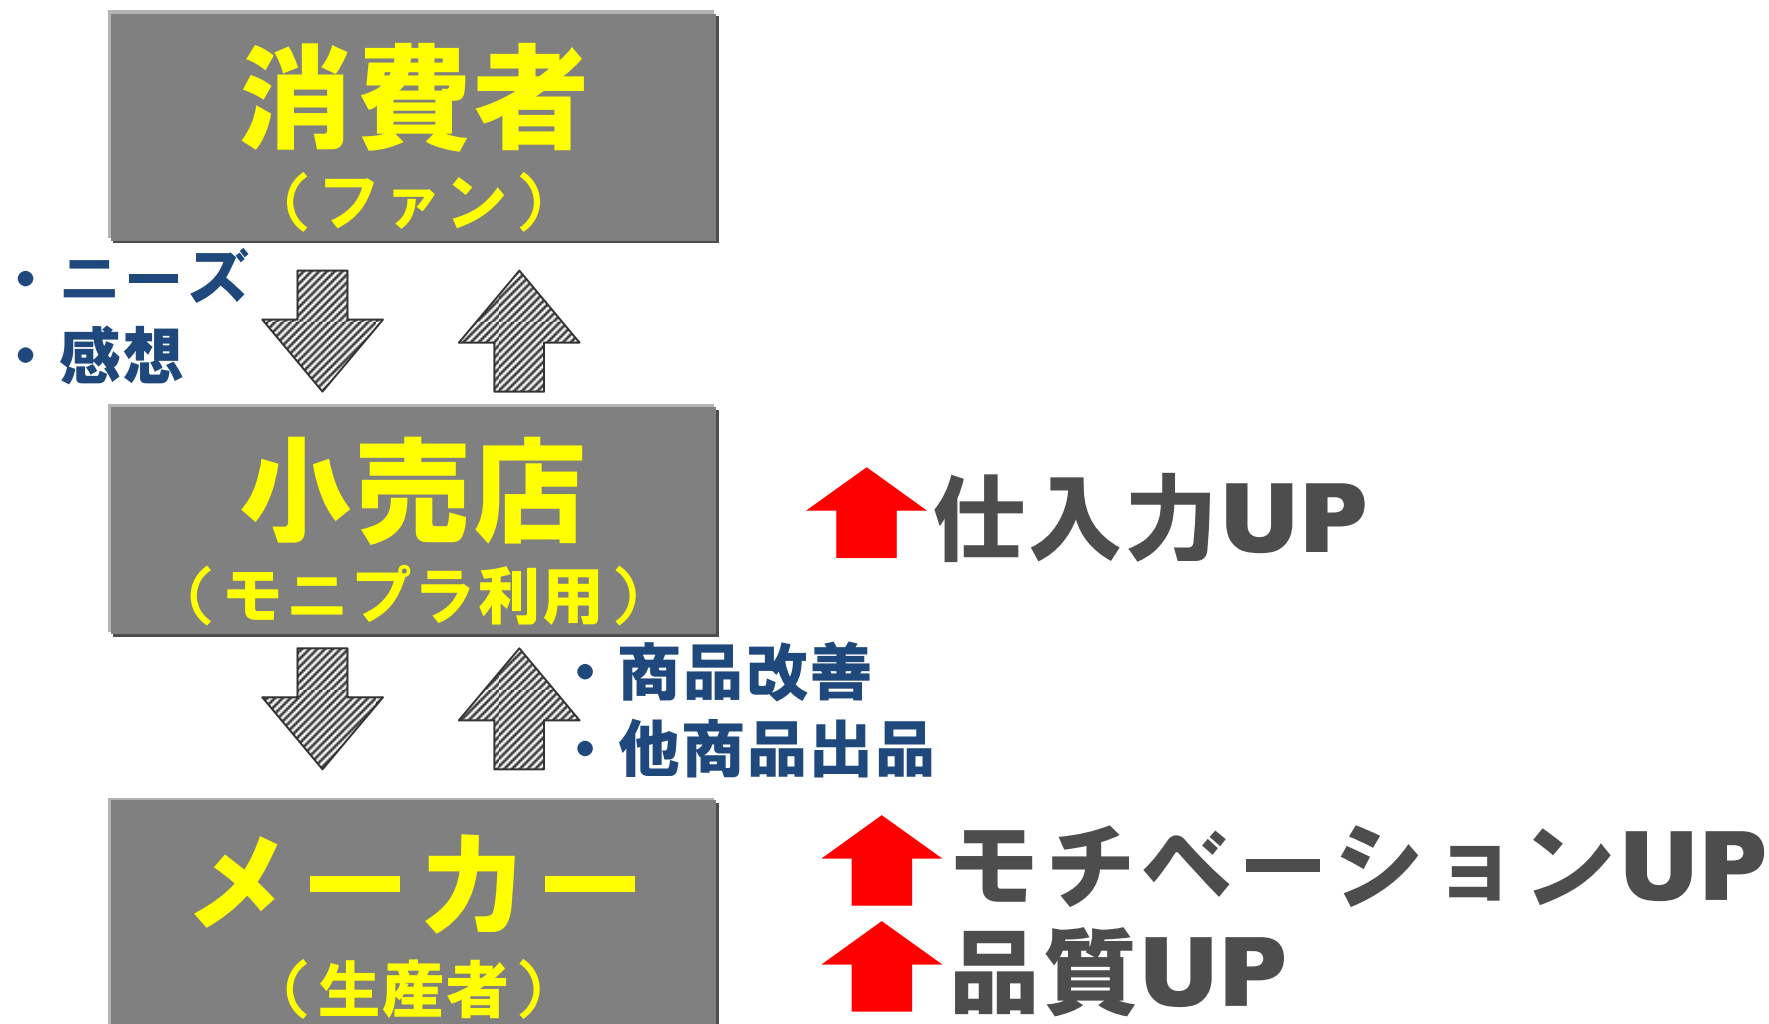 消費者
（ファン）
・ニーズ
・感想
小売店
（モニプラ利用）
仕入力UP
・商品改善
・他商品出品
メーカー
（生産者）
モチベーションUP
品質UP